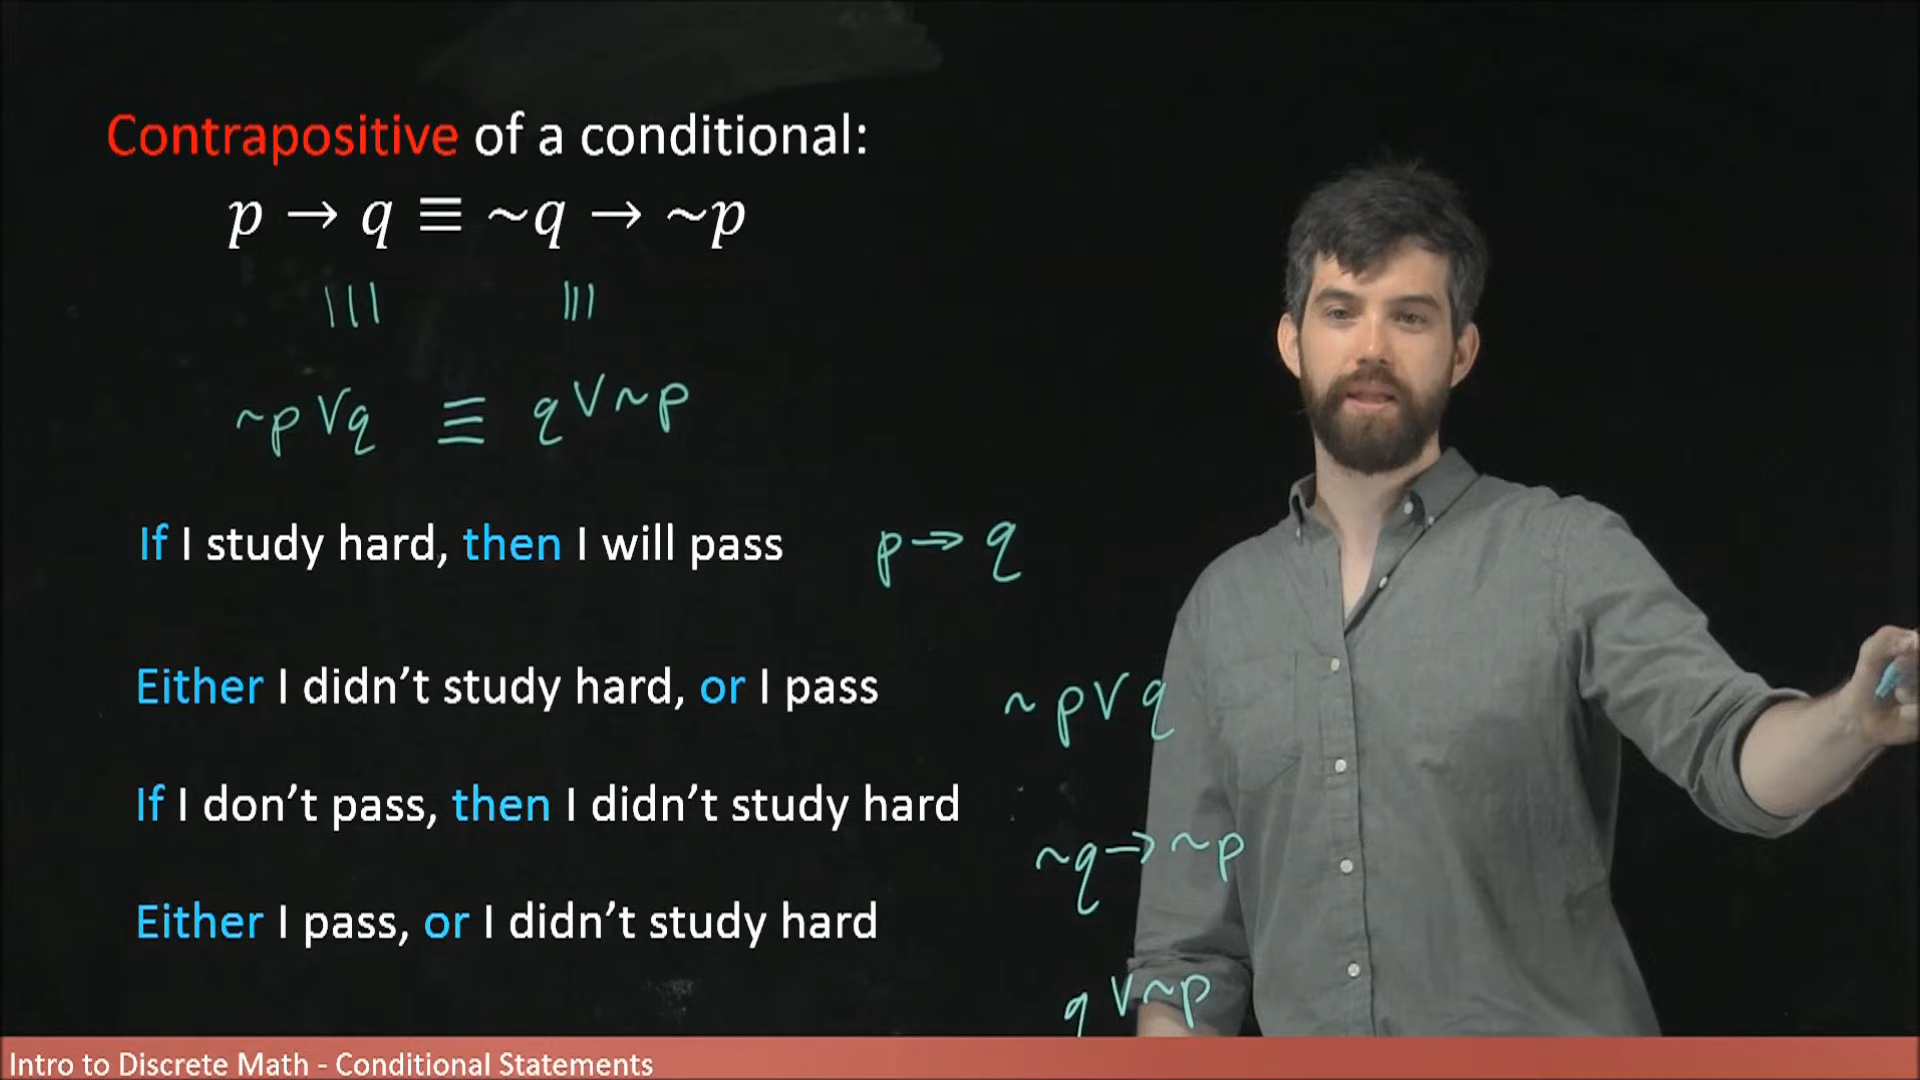 Contrapositive of a conditional:
p → q ≡ ~q → ~p
||| |||
~p ∨ q ≡ q ∨ ~p
If I study hard, then I will pass p → q
Either I didn’t study hard, or I pass ~p ∨ q
If I don’t pass, then I didn’t study hard ~q → ~p
Either I pass, or I didn’t study hard q ∨ ~p
Intro to Discrete Math - Conditional Statements